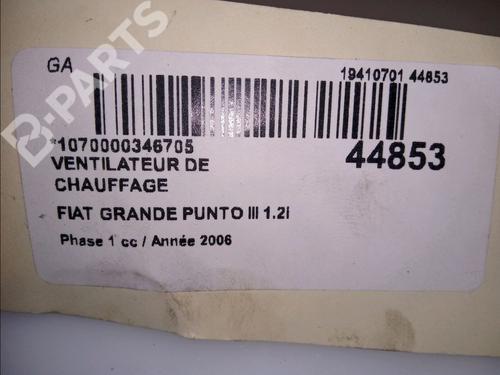 GA
19410701 44853
*1070000346705
44853
VENTILATEUR DE
CHAUFFAGE
FIAT GRANDE PUNTO III 1.2i
Phase 1 cc / Année 2006
B-PARTS